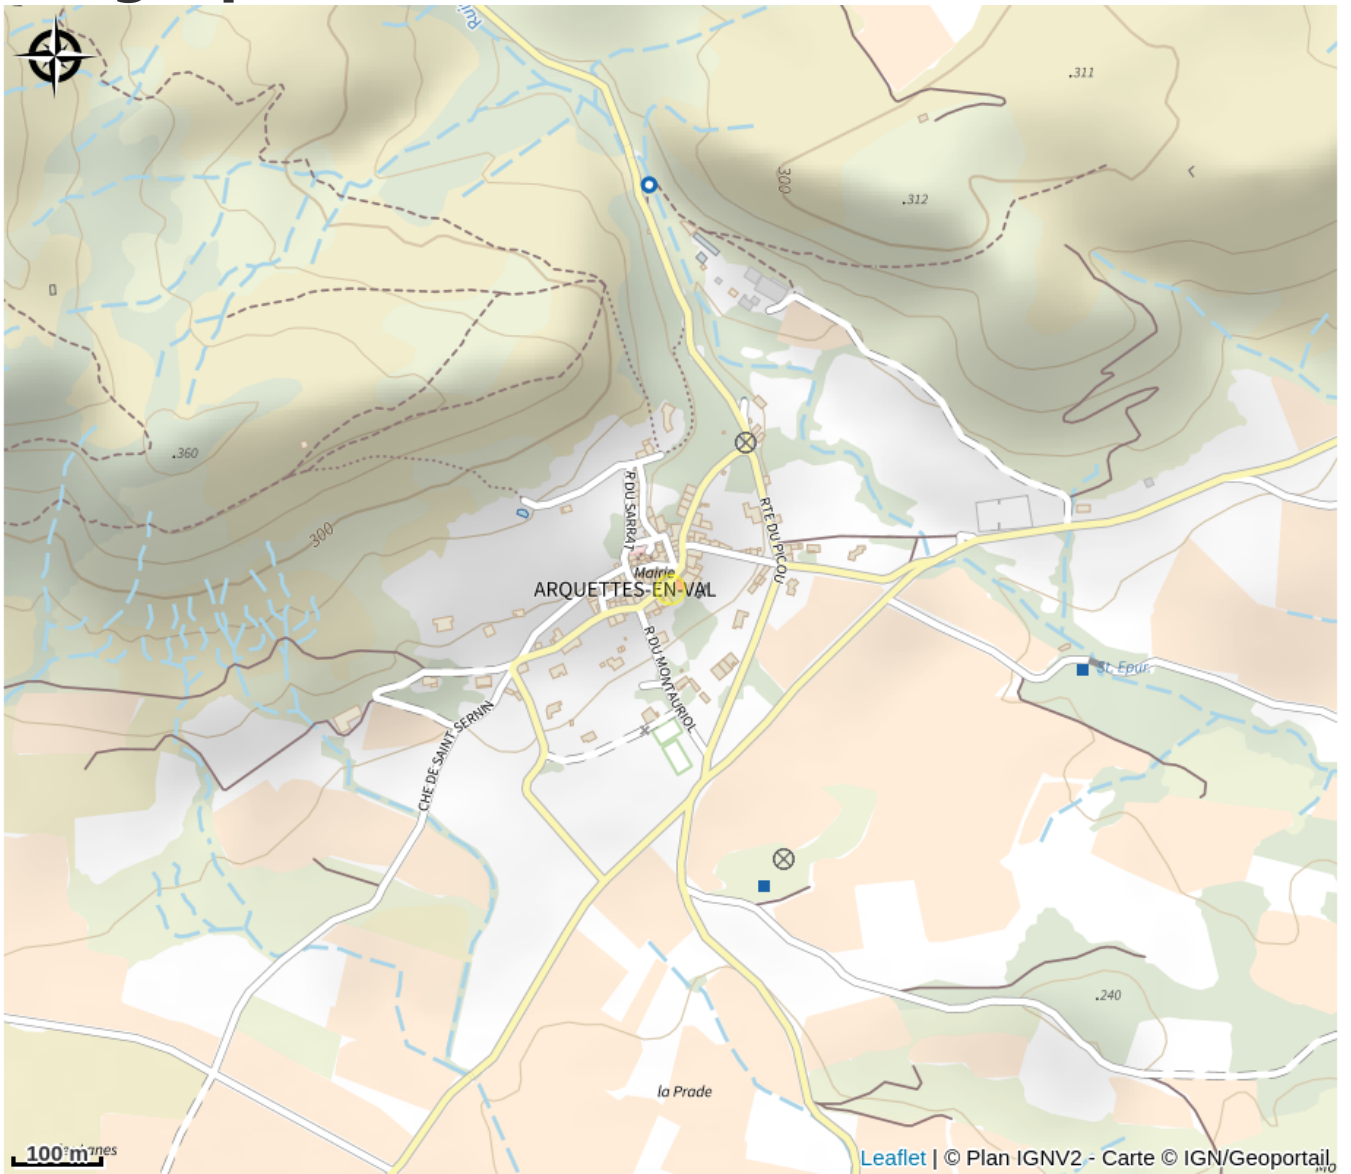 Rui
.311
300
.312
.360
300
R DU SARRAT
RTE DU PICOU
Mairie
ARQUETTES-EN-VAL
R DU MONTAURIOL
St. Epur.
CHE DE SAINT SERNIN
.240
la Prade
100 m
Leaflet | © Plan IGNV2 - Carte © IGN/Geoportail